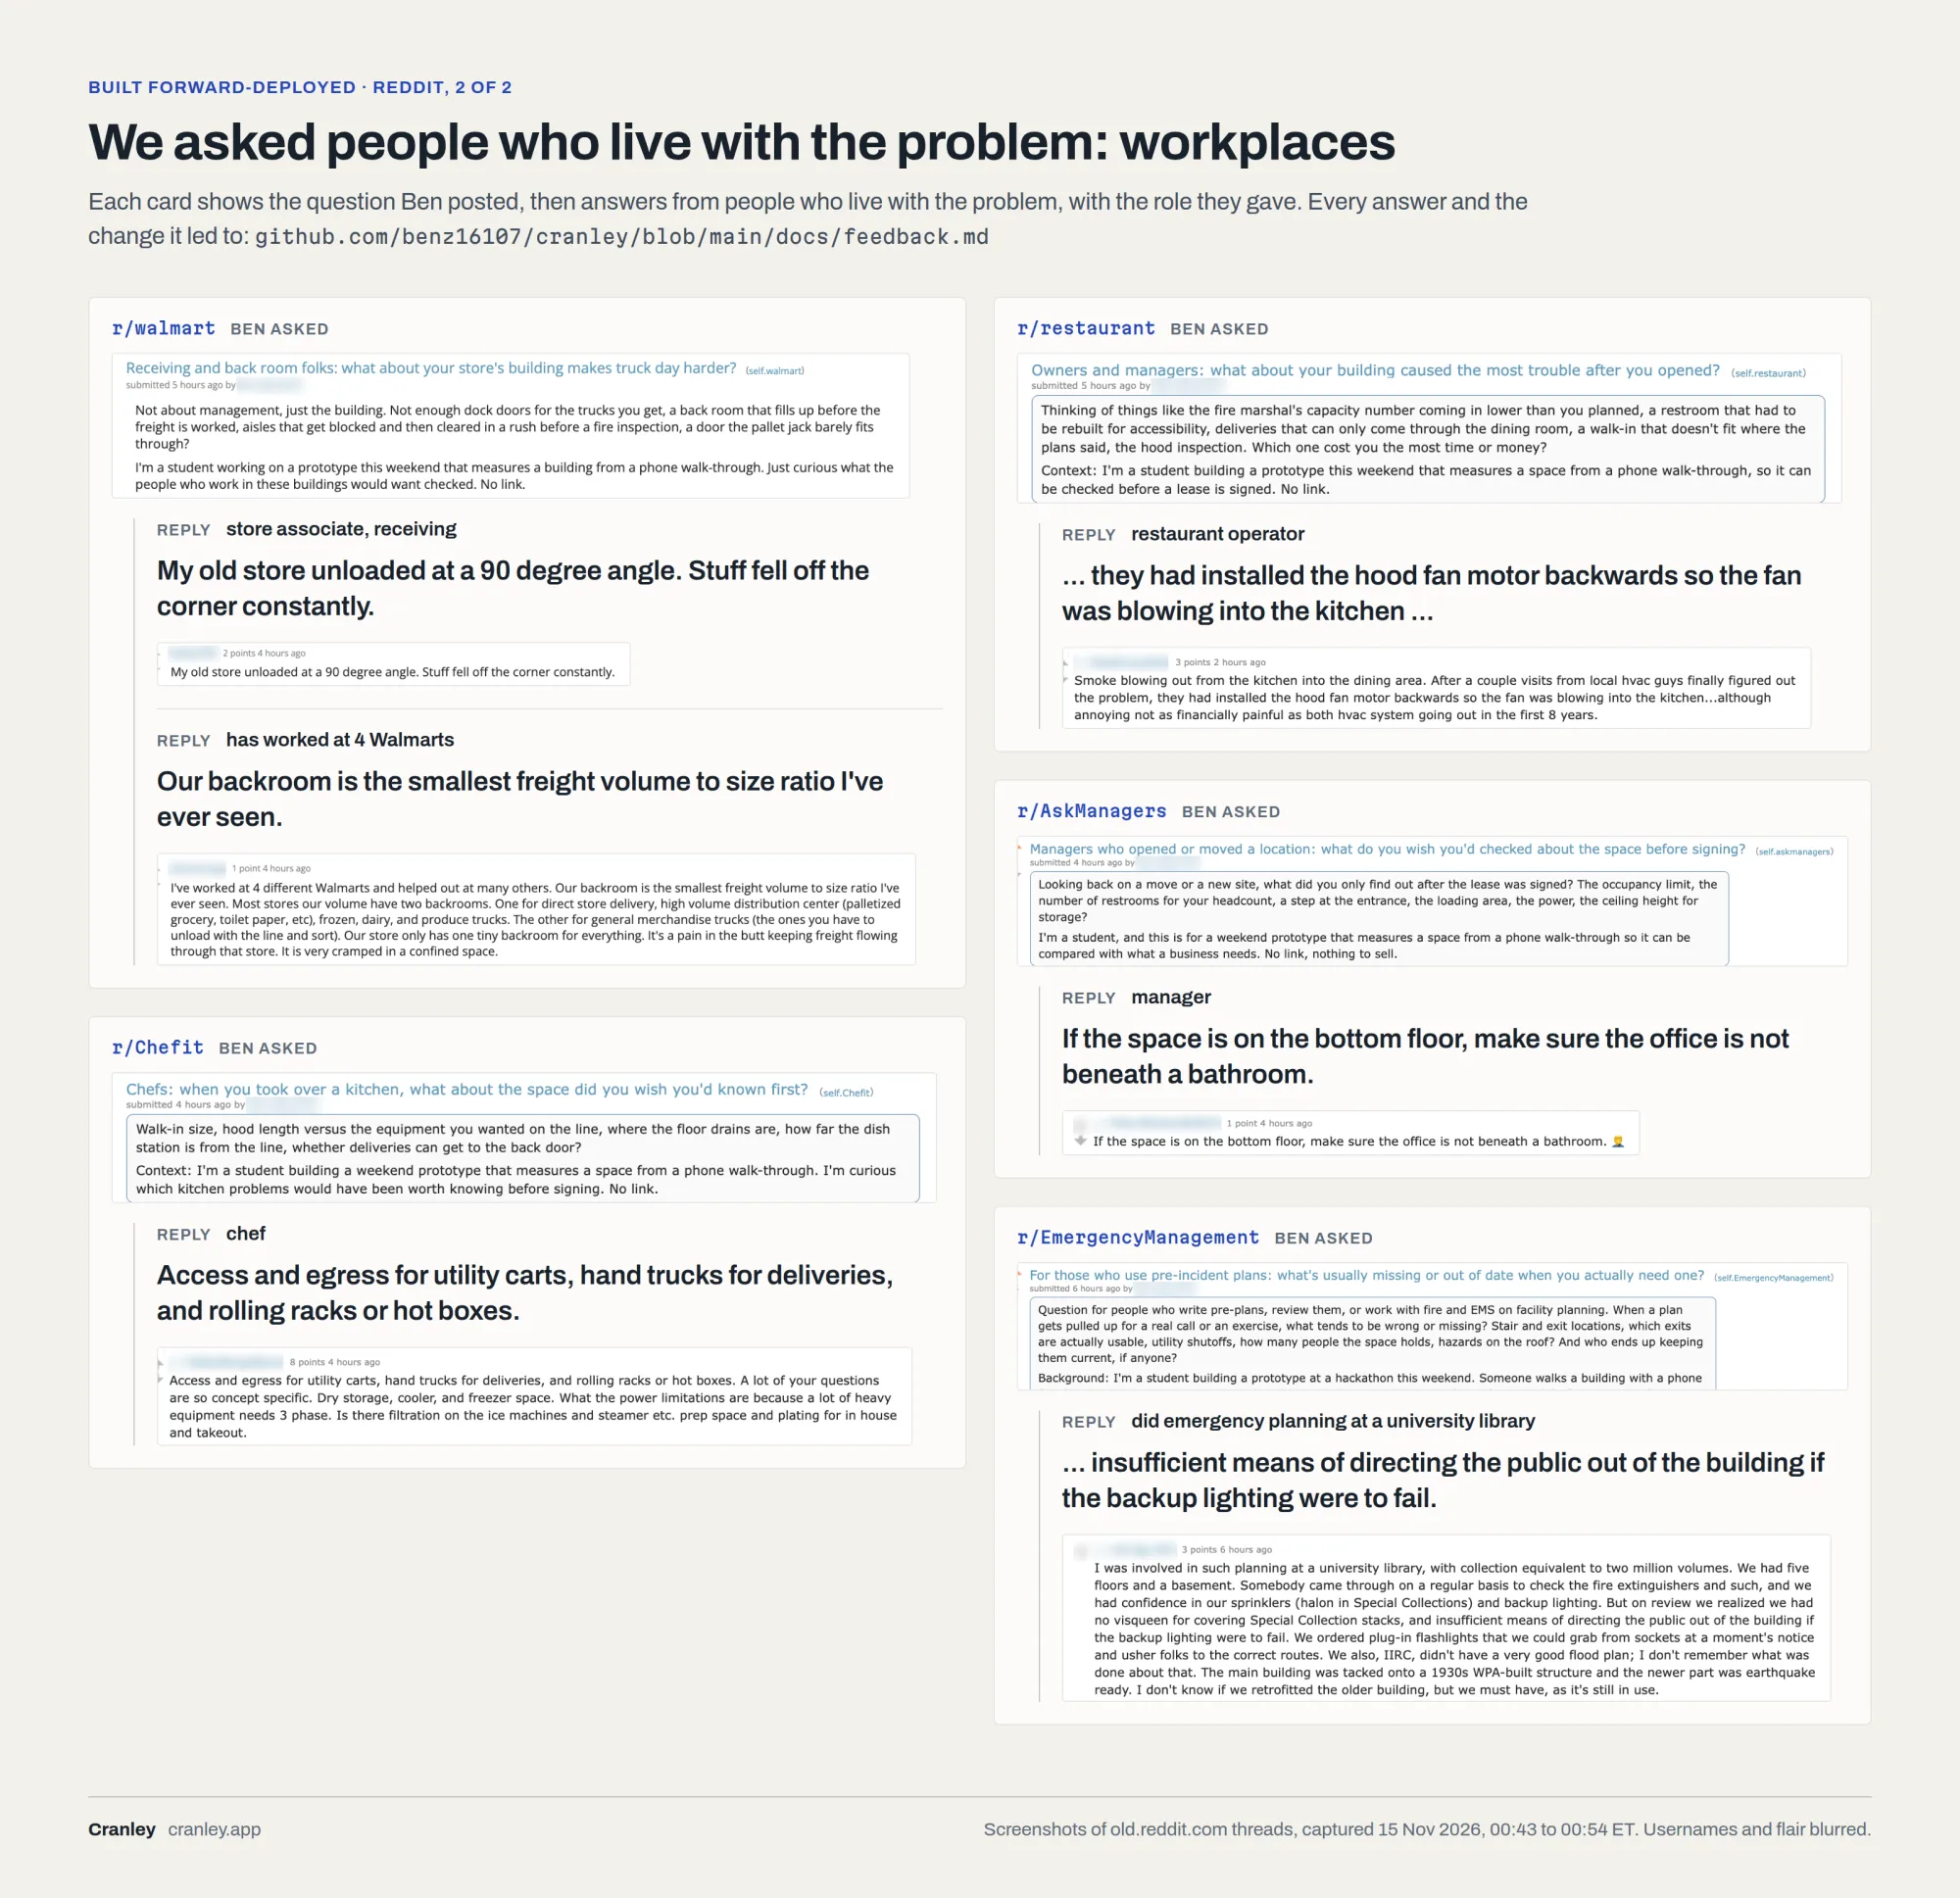 BUILT FORWARD-DEPLOYED · REDDIT, 2 OF 2
We asked people who live with the problem: workplaces
Each card shows the question Ben posted, then answers from people who live with the problem, with the role they gave. Every answer and the
change it led to: github.com/benz16107/cranley/blob/main/docs/feedback.md
r/walmart BEN ASKED
Receiving and back room folks: what about your store's building makes truck day harder? (self.walmart)
submitted 5 hours ago by
Not about management, just the building. Not enough dock doors for the trucks you get, a back room that fills up before the
freight is worked, aisles that get blocked and then cleared in a rush before a fire inspection, a door the pallet jack barely fits
through?
I'm a student working on a prototype this weekend that measures a building from a phone walk-through. Just curious what the
people who work in these buildings would want checked. No link.
REPLY store associate, receiving
My old store unloaded at a 90 degree angle. Stuff fell off the
corner constantly.
2 points 4 hours ago
My old store unloaded at a 90 degree angle. Stuff fell off the corner constantly.
REPLY has worked at 4 Walmarts
Our backroom is the smallest freight volume to size ratio I've
ever seen.
1 point 4 hours ago
I've worked at 4 different Walmarts and helped out at many others. Our backroom is the smallest freight volume to size ratio I've
ever seen. Most stores our volume have two backrooms. One for direct store delivery, high volume distribution center (palletized
grocery, toilet paper, etc), frozen, dairy, and produce trucks. The other for general merchandise trucks (the ones you have to
unload with the line and sort). Our store only has one tiny backroom for everything. It's a pain in the butt keeping freight flowing
through that store. It is very cramped in a confined space.
r/Chefit BEN ASKED
Chefs: when you took over a kitchen, what about the space did you wish you'd known first? (self.Chefit)
submitted 4 hours ago by
Walk-in size, hood length versus the equipment you wanted on the line, where the floor drains are, how far the dish
station is from the line, whether deliveries can get to the back door?
Context: I'm a student building a weekend prototype that measures a space from a phone walk-through. I'm curious
which kitchen problems would have been worth knowing before signing. No link.
REPLY chef
Access and egress for utility carts, hand trucks for deliveries,
and rolling racks or hot boxes.
8 points 4 hours ago
Access and egress for utility carts, hand trucks for deliveries, and rolling racks or hot boxes. A lot of your questions
are so concept specific. Dry storage, cooler, and freezer space. What the power limitations are because a lot of heavy
equipment needs 3 phase. Is there filtration on the ice machines and steamer etc. prep space and plating for in house
and takeout.
r/restaurant BEN ASKED
Owners and managers: what about your building caused the most trouble after you opened? (self.restaurant)
submitted 5 hours ago by
Thinking of things like the fire marshal's capacity number coming in lower than you planned, a restroom that had to
be rebuilt for accessibility, deliveries that can only come through the dining room, a walk-in that doesn't fit where the
plans said, the hood inspection. Which one cost you the most time or money?
Context: I'm a student building a prototype this weekend that measures a space from a phone walk-through, so it can
be checked before a lease is signed. No link.
REPLY restaurant operator
... they had installed the hood fan motor backwards so the fan
was blowing into the kitchen ...
3 points 2 hours ago
Smoke blowing out from the kitchen into the dining area. After a couple visits from local hvac guys finally figured out
the problem, they had installed the hood fan motor backwards so the fan was blowing into the kitchen...although
annoying not as financially painful as both hvac system going out in the first 8 years.
r/AskManagers BEN ASKED
Managers who opened or moved a location: what do you wish you'd checked about the space before signing? (self.askmanagers)
submitted 4 hours ago by
Looking back on a move or a new site, what did you only find out after the lease was signed? The occupancy limit, the
number of restrooms for your headcount, a step at the entrance, the loading area, the power, the ceiling height for
storage?
I'm a student, and this is for a weekend prototype that measures a space from a phone walk-through so it can be
compared with what a business needs. No link, nothing to sell.
REPLY manager
If the space is on the bottom floor, make sure the office is not
beneath a bathroom.
1 point 4 hours ago
If the space is on the bottom floor, make sure the office is not beneath a bathroom. 🤦
r/EmergencyManagement BEN ASKED
For those who use pre-incident plans: what's usually missing or out of date when you actually need one? (self.EmergencyManagement)
submitted 6 hours ago by
Question for people who write pre-plans, review them, or work with fire and EMS on facility planning. When a plan
gets pulled up for a real call or an exercise, what tends to be wrong or missing? Stair and exit locations, which exits
are actually usable, utility shutoffs, how many people the space holds, hazards on the roof? And who ends up keeping
them current, if anyone?
Background: I'm a student building a prototype at a hackathon this weekend. Someone walks a building with a phone
REPLY did emergency planning at a university library
... insufficient means of directing the public out of the building if
the backup lighting were to fail.
3 points 6 hours ago
I was involved in such planning at a university library, with collection equivalent to two million volumes. We had five
floors and a basement. Somebody came through on a regular basis to check the fire extinguishers and such, and we
had confidence in our sprinklers (halon in Special Collections) and backup lighting. But on review we realized we had
no visqueen for covering Special Collection stacks, and insufficient means of directing the public out of the building if
the backup lighting were to fail. We ordered plug-in flashlights that we could grab from sockets at a moment's notice
and usher folks to the correct routes. We also, IIRC, didn't have a very good flood plan; I don't remember what was
done about that. The main building was tacked onto a 1930s WPA-built structure and the newer part was earthquake
ready. I don't know if we retrofitted the older building, but we must have, as it's still in use.
Cranley cranley.app
Screenshots of old.reddit.com threads, captured 15 Nov 2026, 00:43 to 00:54 ET. Usernames and flair blurred.